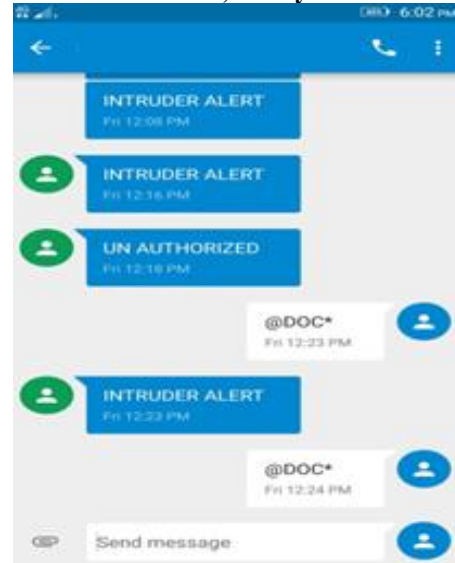 6:02 PM
INTRUDER ALERT
Fri 12:08 PM
INTRUDER ALERT
Fri 12:16 PM
UN AUTHORIZED
Fri 12:18 PM
@DOC*
Fri 12:23 PM
INTRUDER ALERT
Fri 12:23 PM
@DOC*
Fri 12:24 PM
Send message